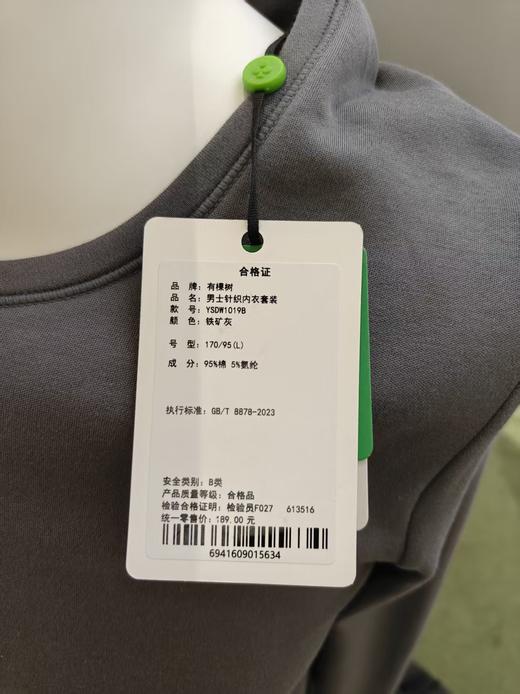 合格证
品 牌: 有棵树
品 名: 男士针织内衣套装
款 号: YSDW1019B
颜 色: 铁矿灰
号 型: 170/95(L)
成 分: 95%棉 5%氨纶
执行标准: GB/T 8878-2023
安全类别: B类
产品质量等级: 合格品
检验合格证明: 检验员F027 613516
统一零售价: 189.00 元
6941609015634